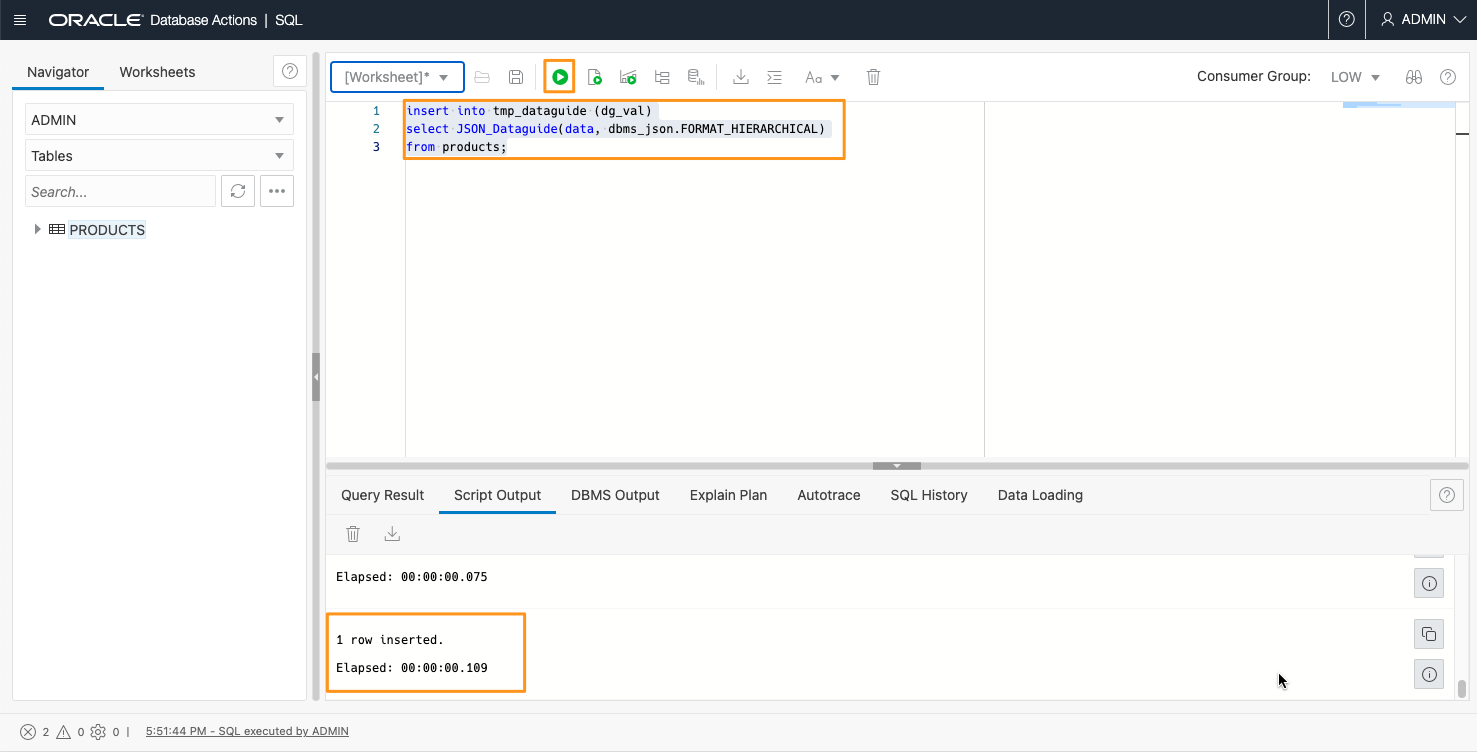 ORACLE Database Actions | SQL
ADMIN
Navigator
Worksheets
ADMIN
Tables
Search...
PRODUCTS
[Worksheet]*
Aa
Consumer Group: LOW
1 insert into tmp_dataguide (dg_val)
2 select JSON_Dataguide(data, dbms_json.FORMAT_HIERARCHICAL)
3 from products;
Query Result
Script Output
DBMS Output
Explain Plan
Autotrace
SQL History
Data Loading
Elapsed: 00:00:00.075
1 row inserted.
Elapsed: 00:00:00.109
2 0 0 | 5:51:44 PM - SQL executed by ADMIN